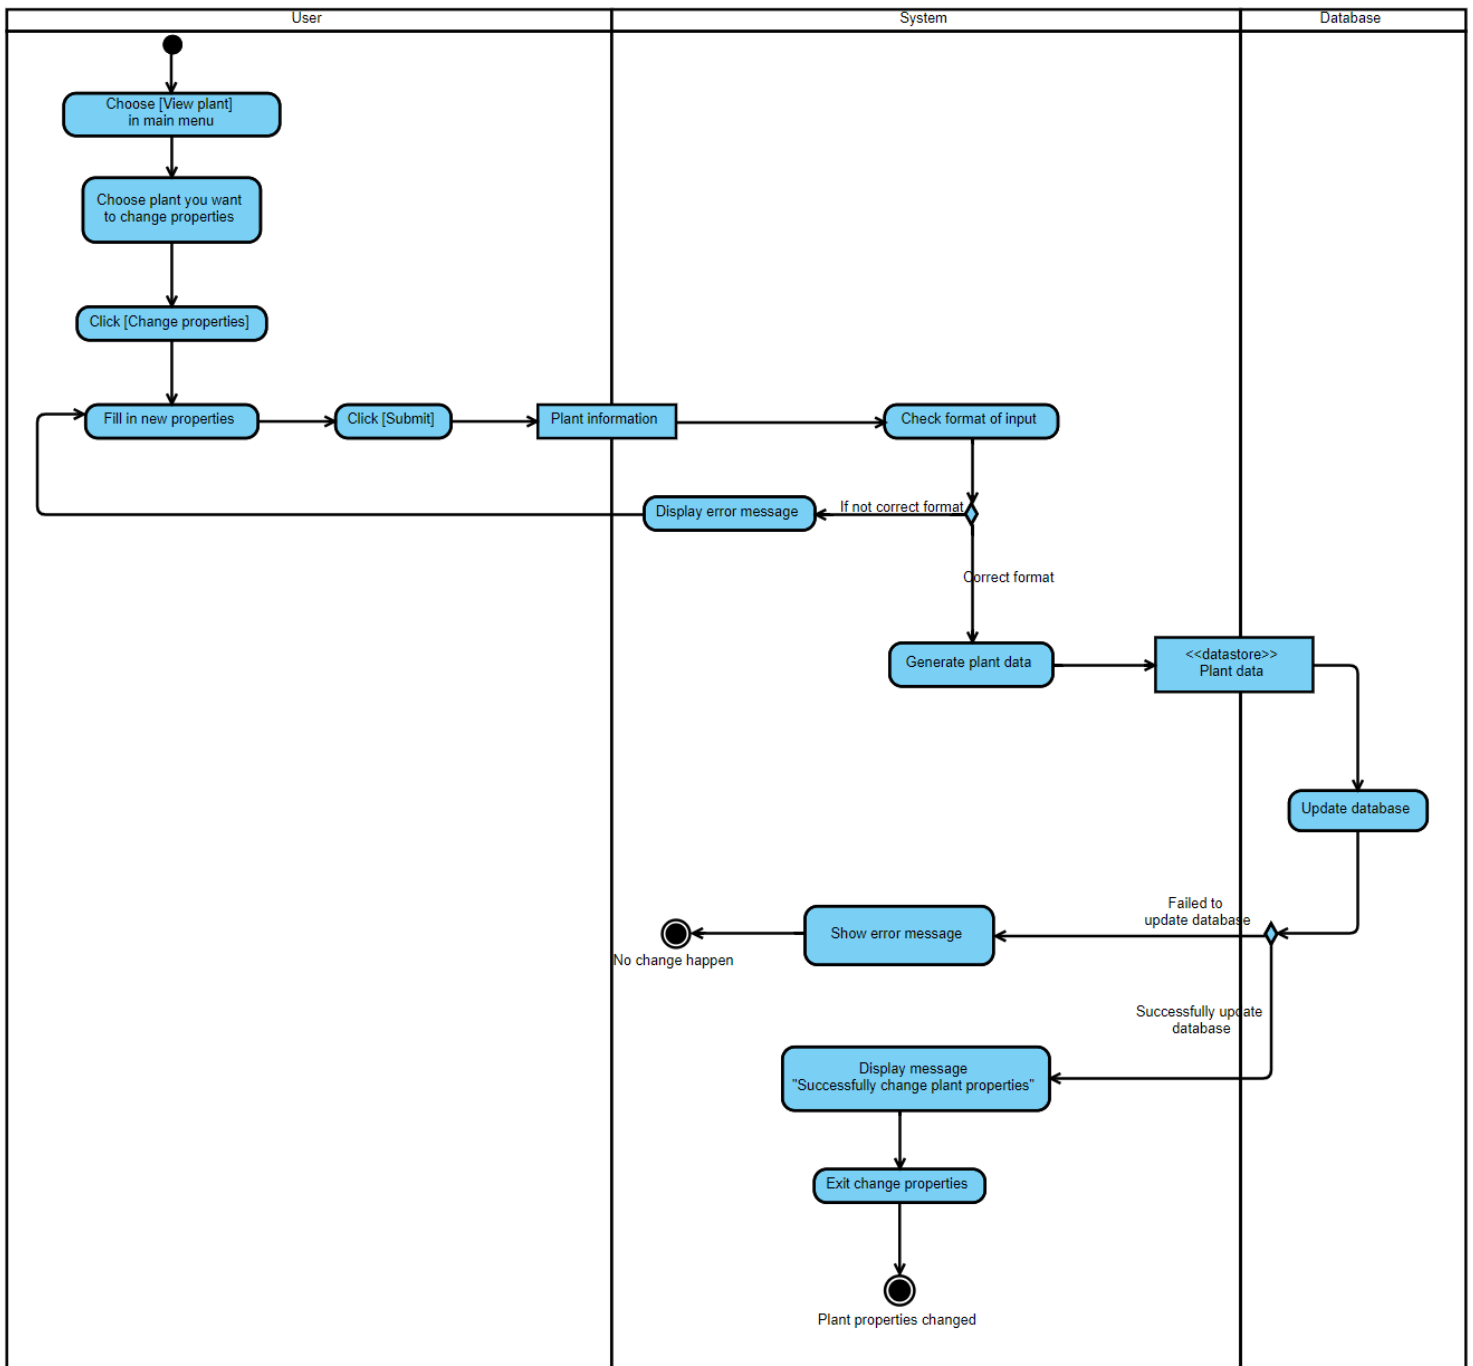 User
System
Database
Choose [View plant]
in main menu
Choose plant you want
to change properties
Click [Change properties]
Fill in new properties
Click [Submit]
Plant information
Check format of input
Display error message
If not correct format
Correct format
Generate plant data
<<datastore>>
Plant data
Update database
Failed to
update database
Show error message
No change happen
Successfully update
database
Display message
"Successfully change plant properties"
Exit change properties
Plant properties changed